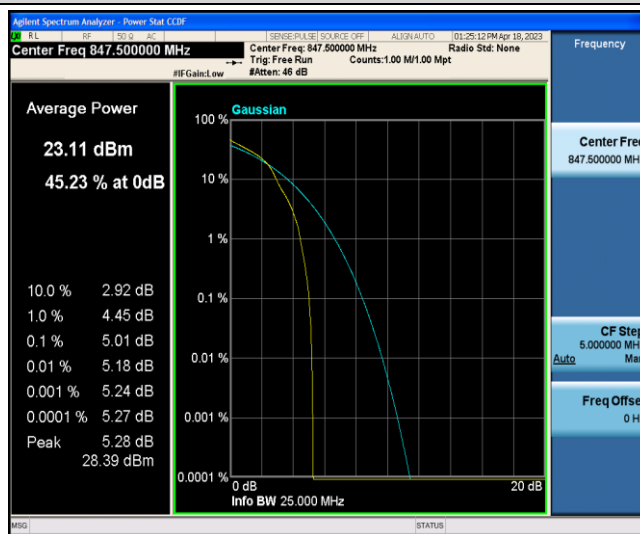 Agilent Spectrum Analyzer - Power Stat CCDF
RL RF 50 Ω AC SENSE:PULSE SOURCE OFF ALIGN AUTO 01:25:12 PM Apr 18, 2023
Center Freq 847.500000 MHz
Center Freq: 847.500000 MHz Radio Std: None
Trig: Free Run Counts:1.00 M/1.00 Mpt
#IFGain:Low #Atten: 46 dB
Frequency
Average Power
23.11 dBm
45.23 % at 0dB
10.0 % 2.92 dB
1.0 % 4.45 dB
0.1 % 5.01 dB
0.01 % 5.18 dB
0.001 % 5.24 dB
0.0001 % 5.27 dB
Peak 5.28 dB
28.39 dBm
Gaussian
100 %
10 %
1 %
0.1 %
0.01 %
0.001 %
0.0001 %
0 dB 20 dB
Info BW 25.000 MHz
Center Fre
847.500000 MH
CF Step
5.000000 MH
Auto Ma
Freq Offse
0 H
MSG STATUS